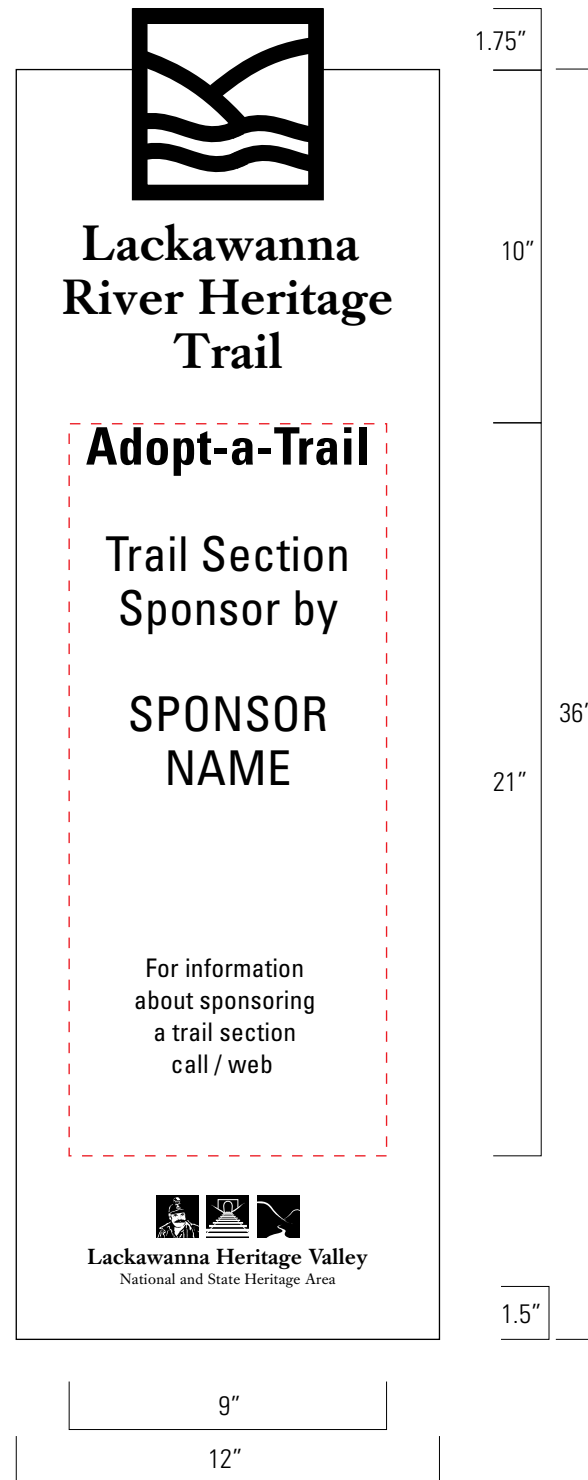 1.75″
Lackawanna
River Heritage
Trail
10″
Adopt-a-Trail
Trail Section
Sponsor by
SPONSOR
NAME
36″
21″
For information
about sponsoring
a trail section
call / web
Lackawanna Heritage Valley
National and State Heritage Area
1.5″
9″
12″